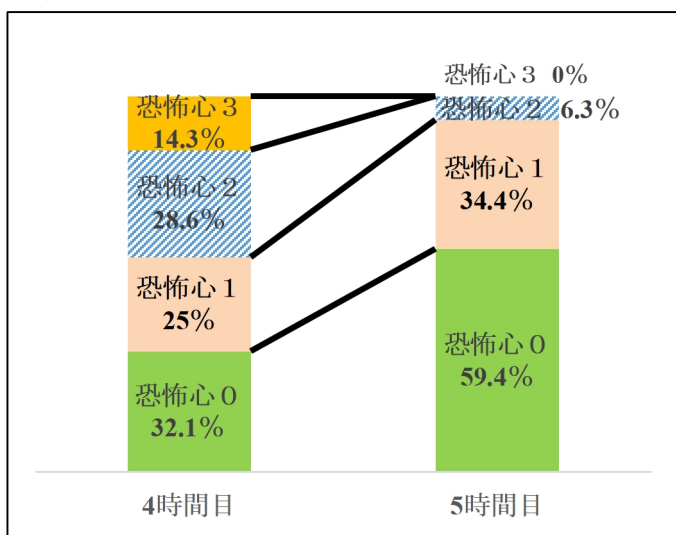 恐怖心３
14.3%
恐怖心２
28.6%
恐怖心１
25%
恐怖心０
32.1%
4時間目
恐怖心３ 0%
恐怖心２ 6.3%
恐怖心１
34.4%
恐怖心０
59.4%
5時間目